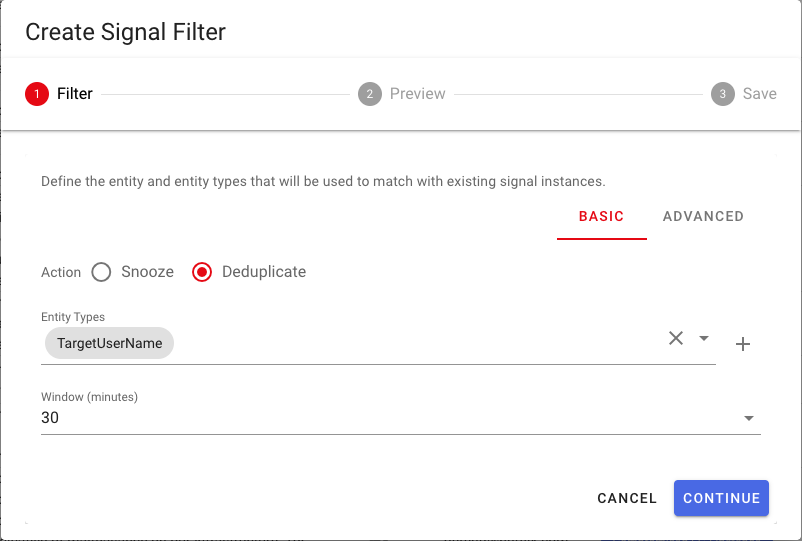 Create Signal Filter
1 Filter 2 Preview 3 Save
Define the entity and entity types that will be used to match with existing signal instances.
BASIC ADVANCED
Action Snooze Deduplicate
Entity Types
TargetUserName
Window (minutes)
30
CANCEL CONTINUE